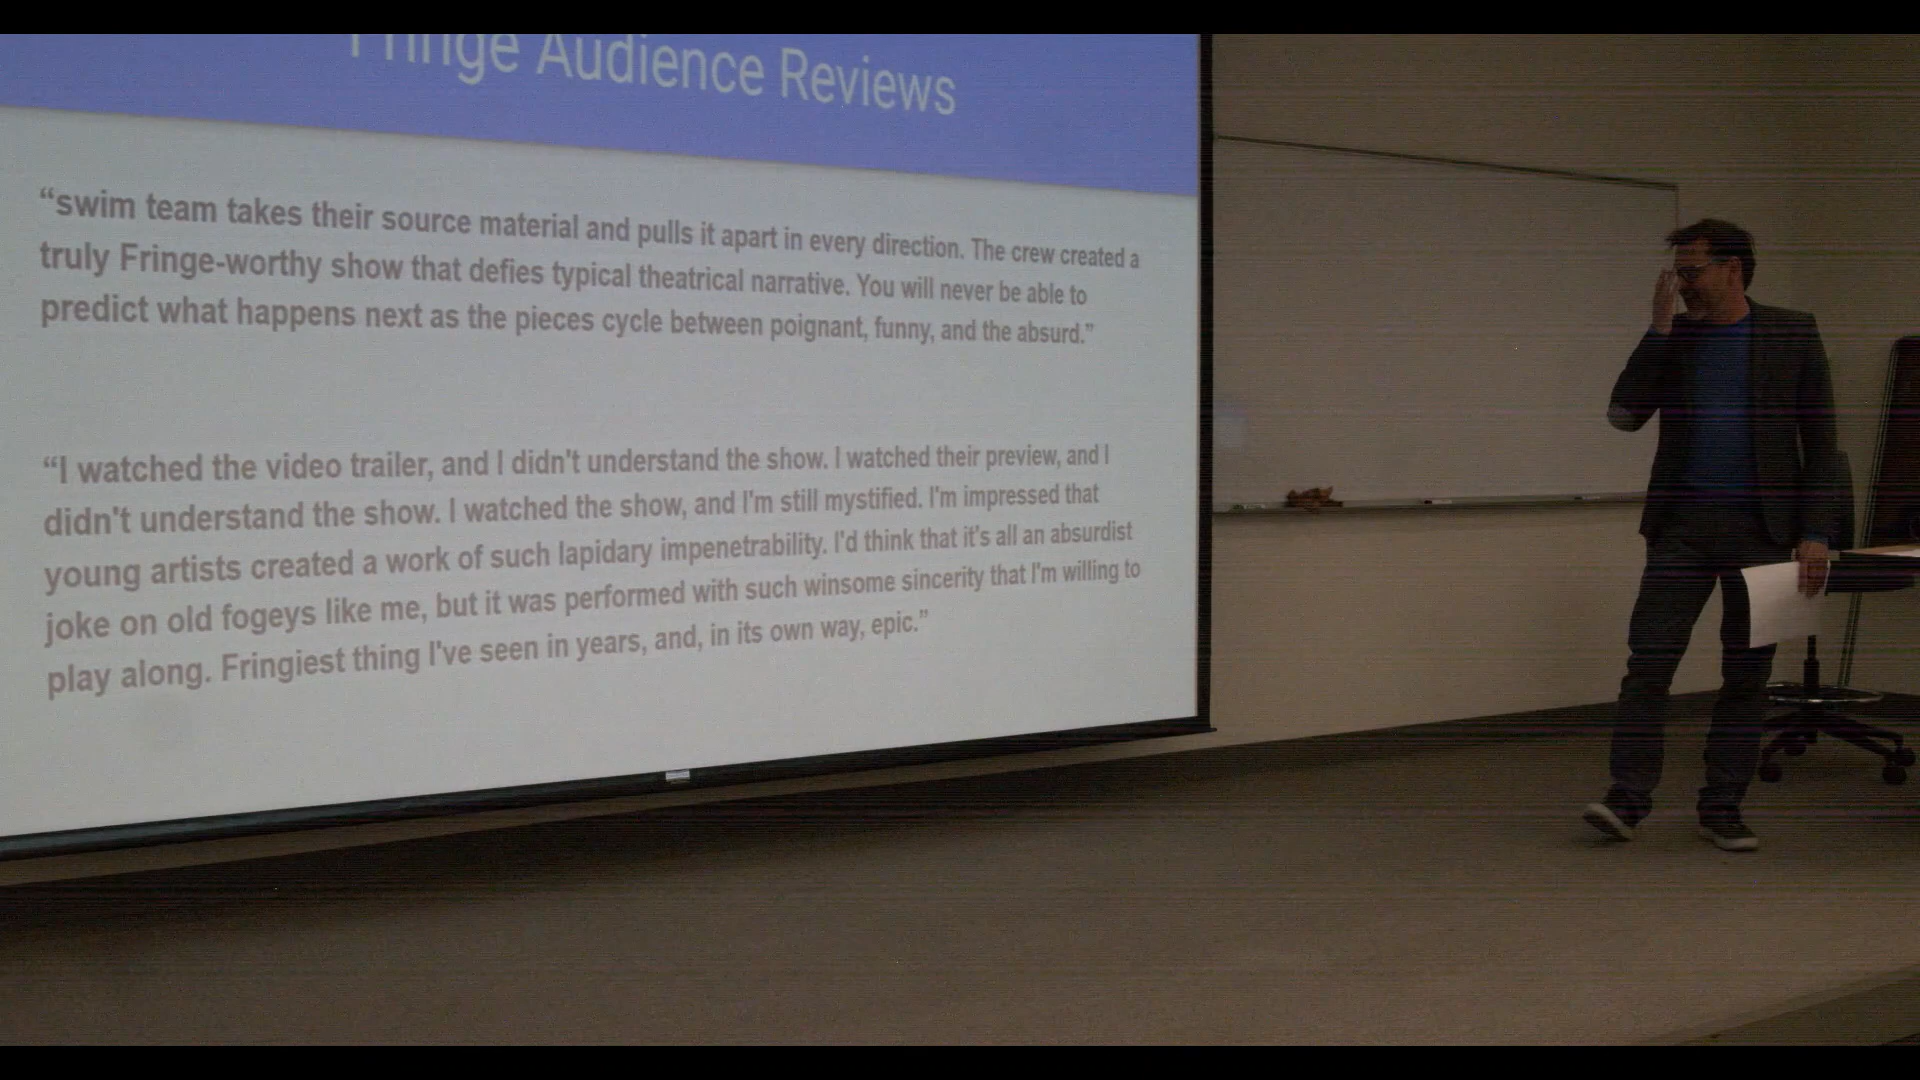 Fringe Audience Reviews
“swim team takes their source material and pulls it apart in every direction. The crew created a
truly Fringe-worthy show that defies typical theatrical narrative. You will never be able to
predict what happens next as the pieces cycle between poignant, funny, and the absurd.”
“I watched the video trailer, and I didn't understand the show. I watched their preview, and I
didn't understand the show. I watched the show, and I'm still mystified. I'm impressed that
young artists created a work of such lapidary impenetrability. I'd think that it's all an absurdist
joke on old fogeys like me, but it was performed with such winsome sincerity that I'm willing to
play along. Fringiest thing I've seen in years, and, in its own way, epic.”